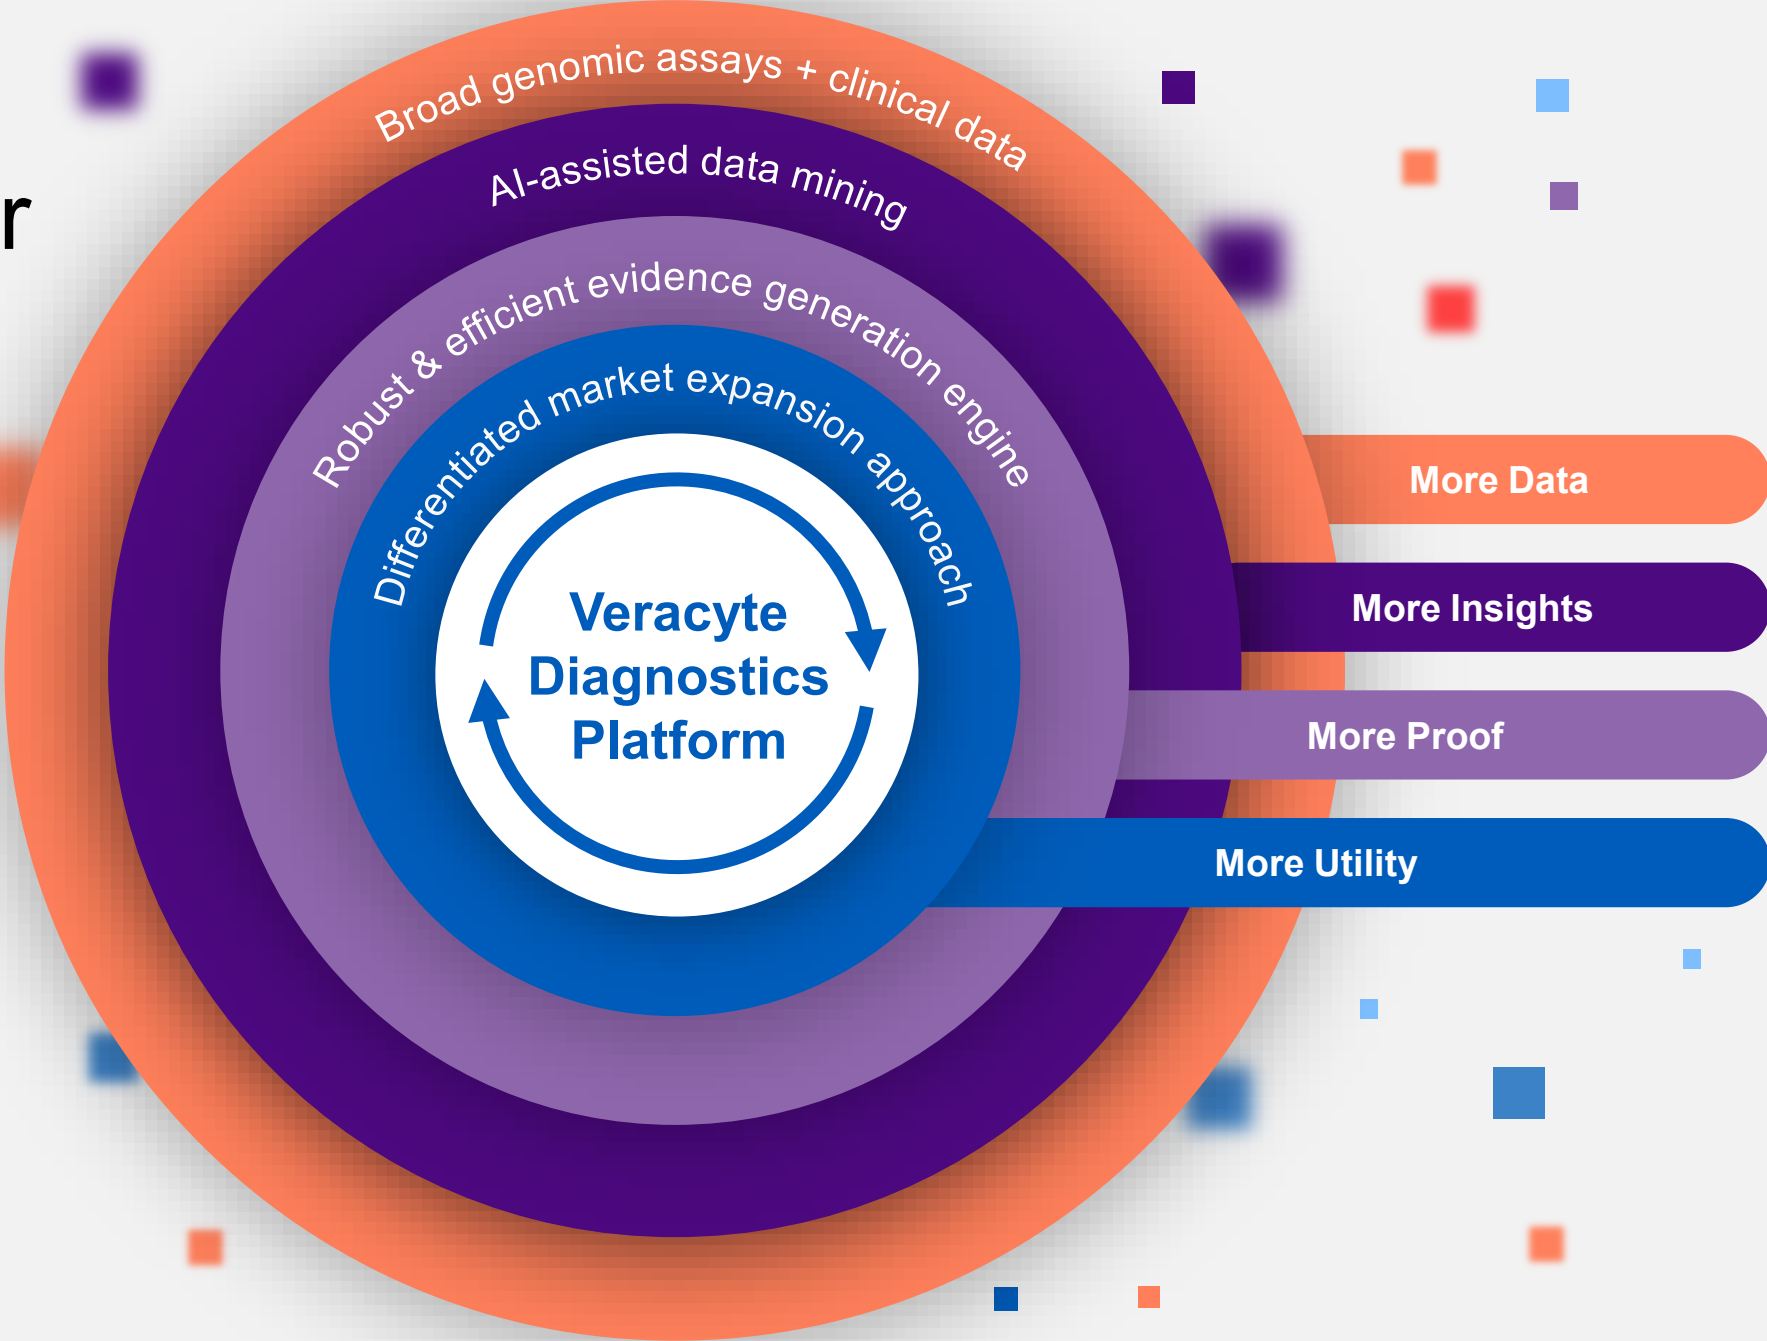 r
Broad genomic assays + clinical data
AI-assisted data mining
Robust & efficient evidence generation engine
Differentiated market expansion approach
Veracyte
Diagnostics
Platform
More Data
More Insights
More Proof
More Utility